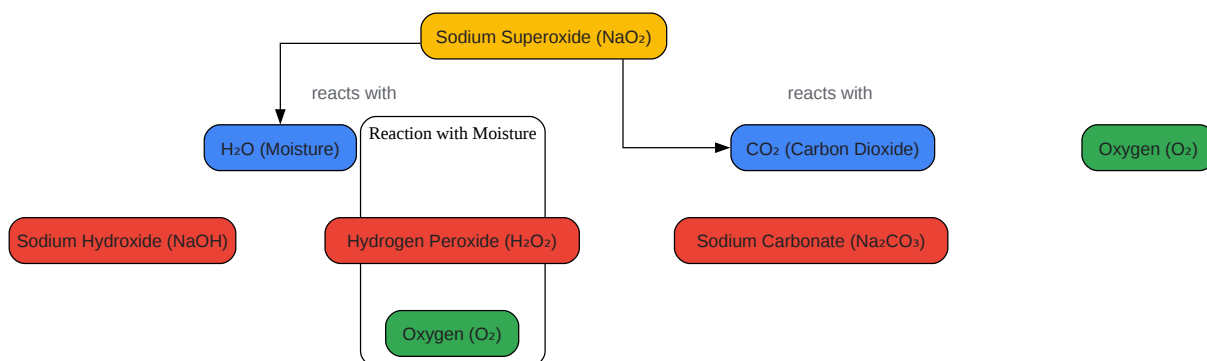 Sodium Superoxide (NaO₂)
reacts with
reacts with
Reaction with Moisture
H₂O (Moisture)
CO₂ (Carbon Dioxide)
Oxygen (O₂)
Sodium Hydroxide (NaOH)
Hydrogen Peroxide (H₂O₂)
Sodium Carbonate (Na₂CO₃)
Oxygen (O₂)